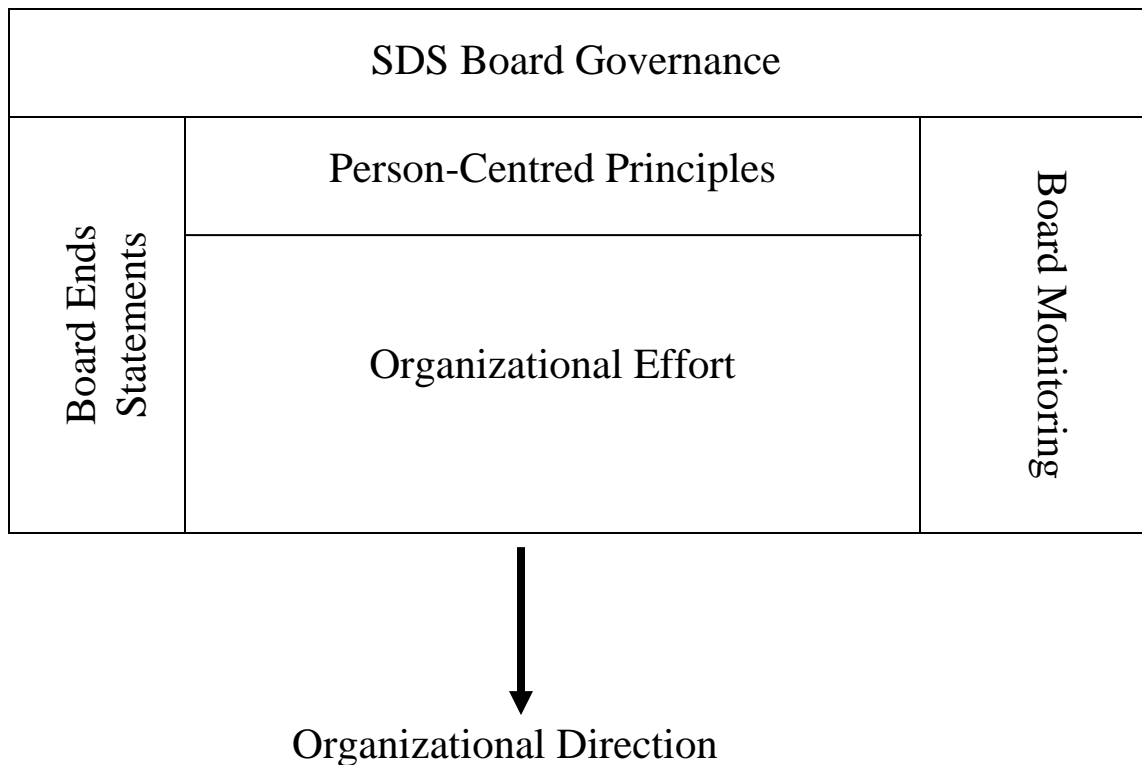 SDS Board Governance
Person-Centred Principles
Board Ends
Statements
Organizational Effort
Board Monitoring
Organizational Direction